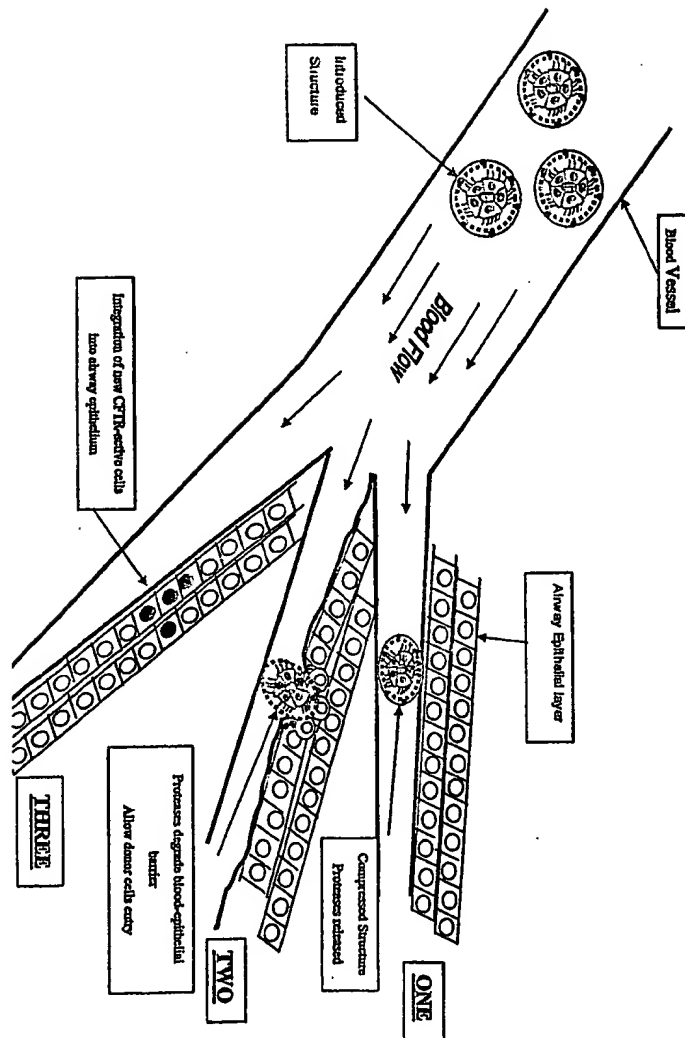 Blood Vessel
Introduced
Structure
Blood Flow
Airway Epithelial layer
ONE
Compressed Structure
Proteases released
TWO
Proteases degrade blood-epithelial
barrier
Allow donor cells entry
THREE
Integration of new CFTR-active cells
into airway epithelium